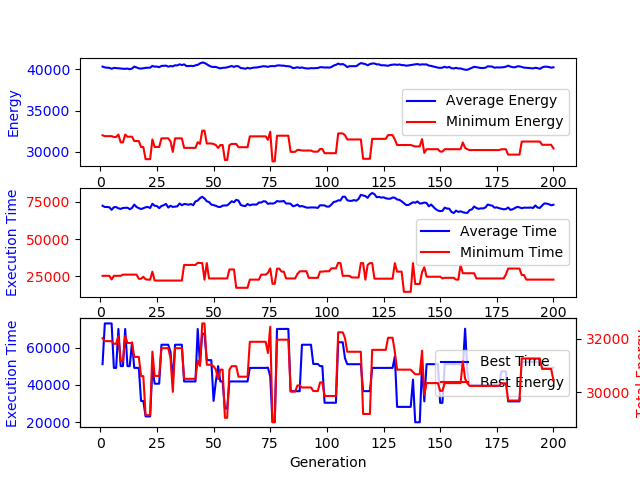 40000
35000
30000
Energy
Average Energy
Minimum Energy
0 25 50 75 100 125 150 175 200
75000
50000
25000
Execution Time
Average Time
Minimum Time
0 25 50 75 100 125 150 175 200
60000
40000
20000
Execution Time
Best Time
Best Energy
32000
30000
Total Energy
0 25 50 75 100 125 150 175 200
Generation